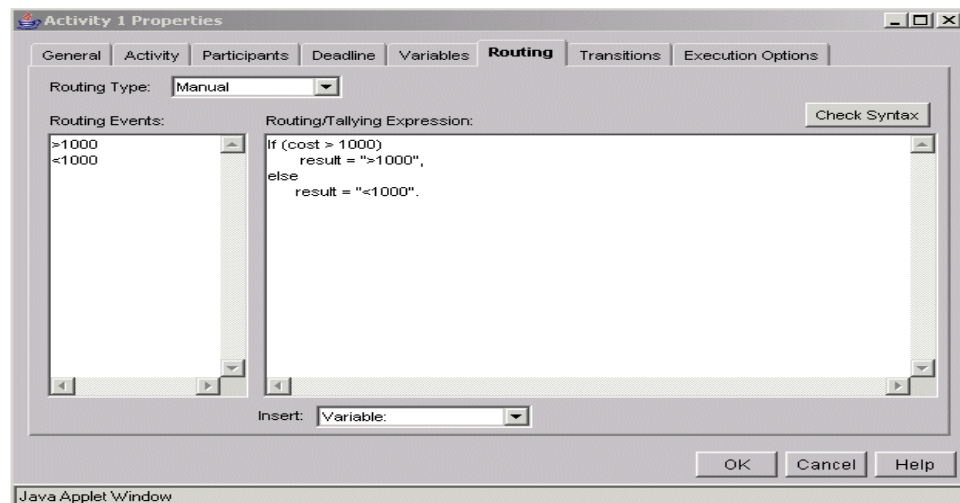 Activity 1 Properties
General Activity Participants Deadline Variables Routing Transitions Execution Options
Routing Type: Manual
Check Syntax
Routing Events: Routing/Tallying Expression:
>1000
<1000
If (cost > 1000)
result = ">1000",
else
result = "<1000".
Insert: Variable:
OK Cancel Help
Java Applet Window